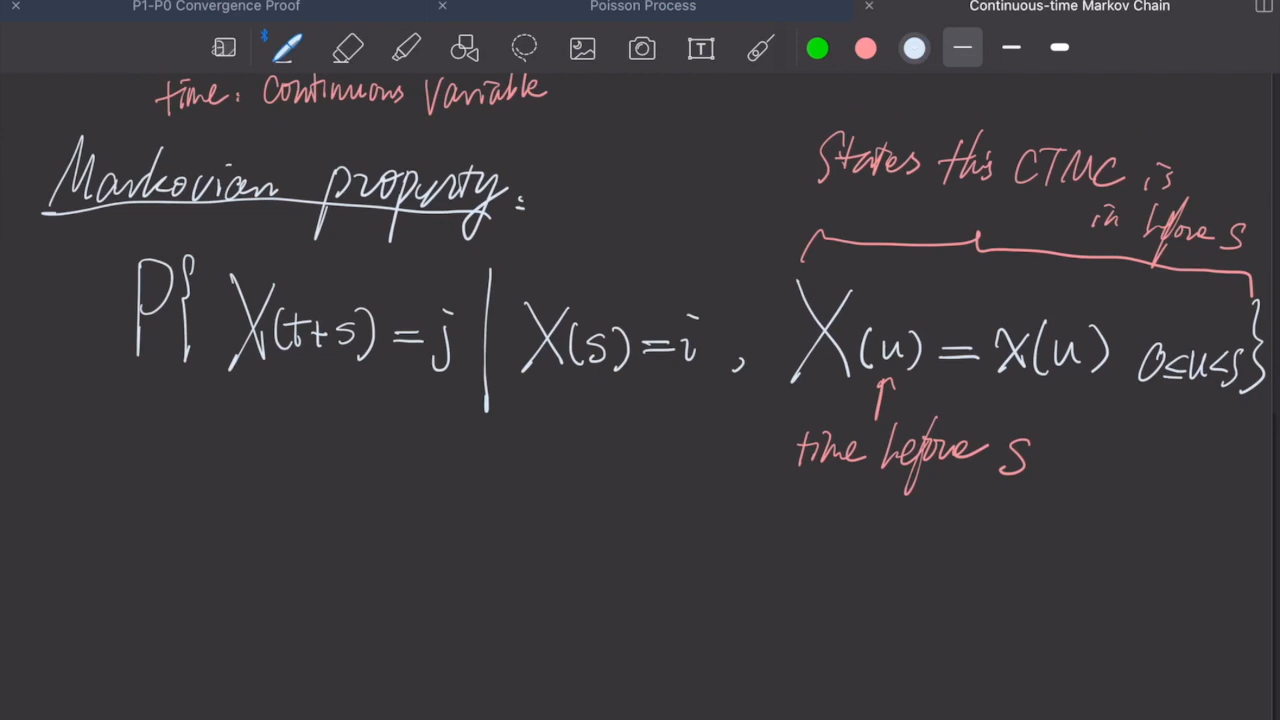 P1-P0 Convergence Proof
Poisson Process
Continuous-time Markov Chain
time: Continuous Variable
Markovian property:
States this CTMC is
in before s
P{ X(t+s) = j | X(s) = i , X(u) = x(u) 0≤u<s}
time before s